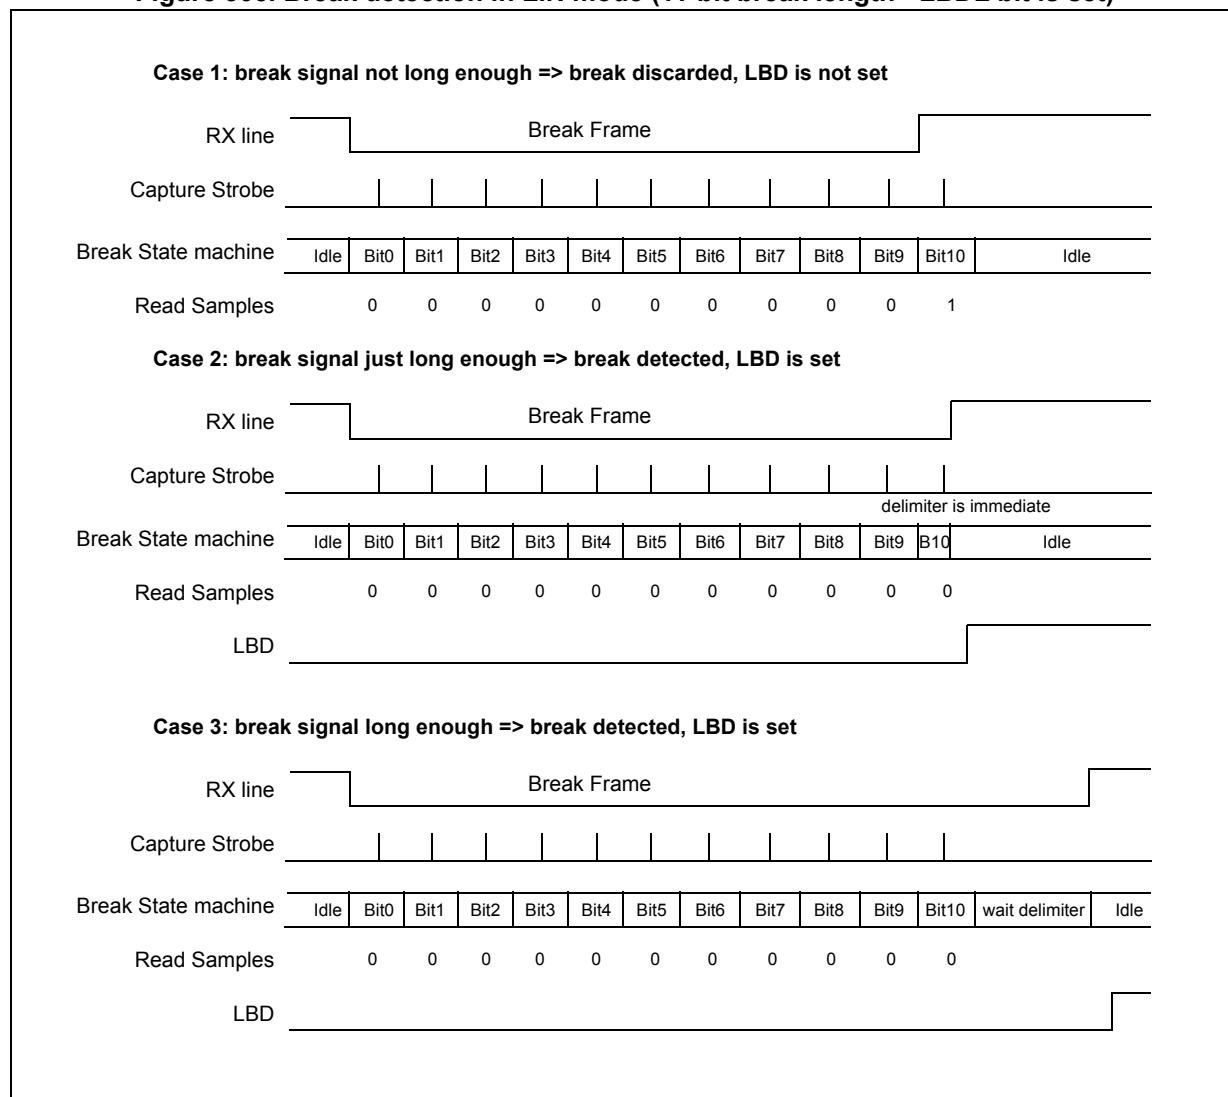 Case 1: break signal not long enough => break discarded, LBD is not set
RX line Break Frame
Capture Strobe
Break State machine Idle Bit0 Bit1 Bit2 Bit3 Bit4 Bit5 Bit6 Bit7 Bit8 Bit9 Bit10 Idle
Read Samples 0 0 0 0 0 0 0 0 0 0 1
Case 2: break signal just long enough => break detected, LBD is set
RX line Break Frame
Capture Strobe
delimiter is immediate
Break State machine Idle Bit0 Bit1 Bit2 Bit3 Bit4 Bit5 Bit6 Bit7 Bit8 Bit9 B10 Idle
Read Samples 0 0 0 0 0 0 0 0 0 0 0
LBD
Case 3: break signal long enough => break detected, LBD is set
RX line Break Frame
Capture Strobe
Break State machine Idle Bit0 Bit1 Bit2 Bit3 Bit4 Bit5 Bit6 Bit7 Bit8 Bit9 Bit10 wait delimiter Idle
Read Samples 0 0 0 0 0 0 0 0 0 0 0
LBD